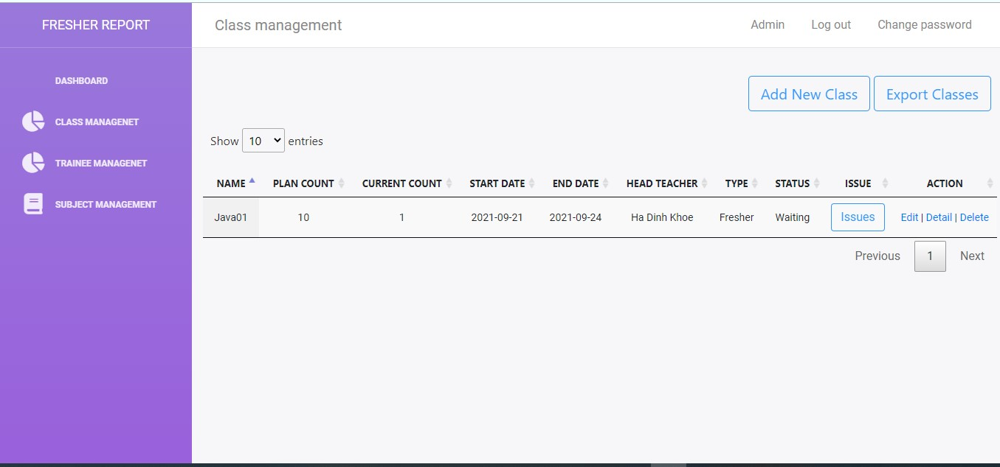 FRESHER REPORT
Class management
Admin
Log out
Change password
DASHBOARD
CLASS MANAGENET
TRAINEE MANAGENET
SUBJECT MANAGEMENT
Add New Class
Export Classes
Show 10 entries
NAME PLAN COUNT CURRENT COUNT START DATE END DATE HEAD TEACHER TYPE STATUS ISSUE ACTION
Java01 10 1 2021-09-21 2021-09-24 Ha Dinh Khoe Fresher Waiting Issues Edit | Detail | Delete
Previous 1 Next